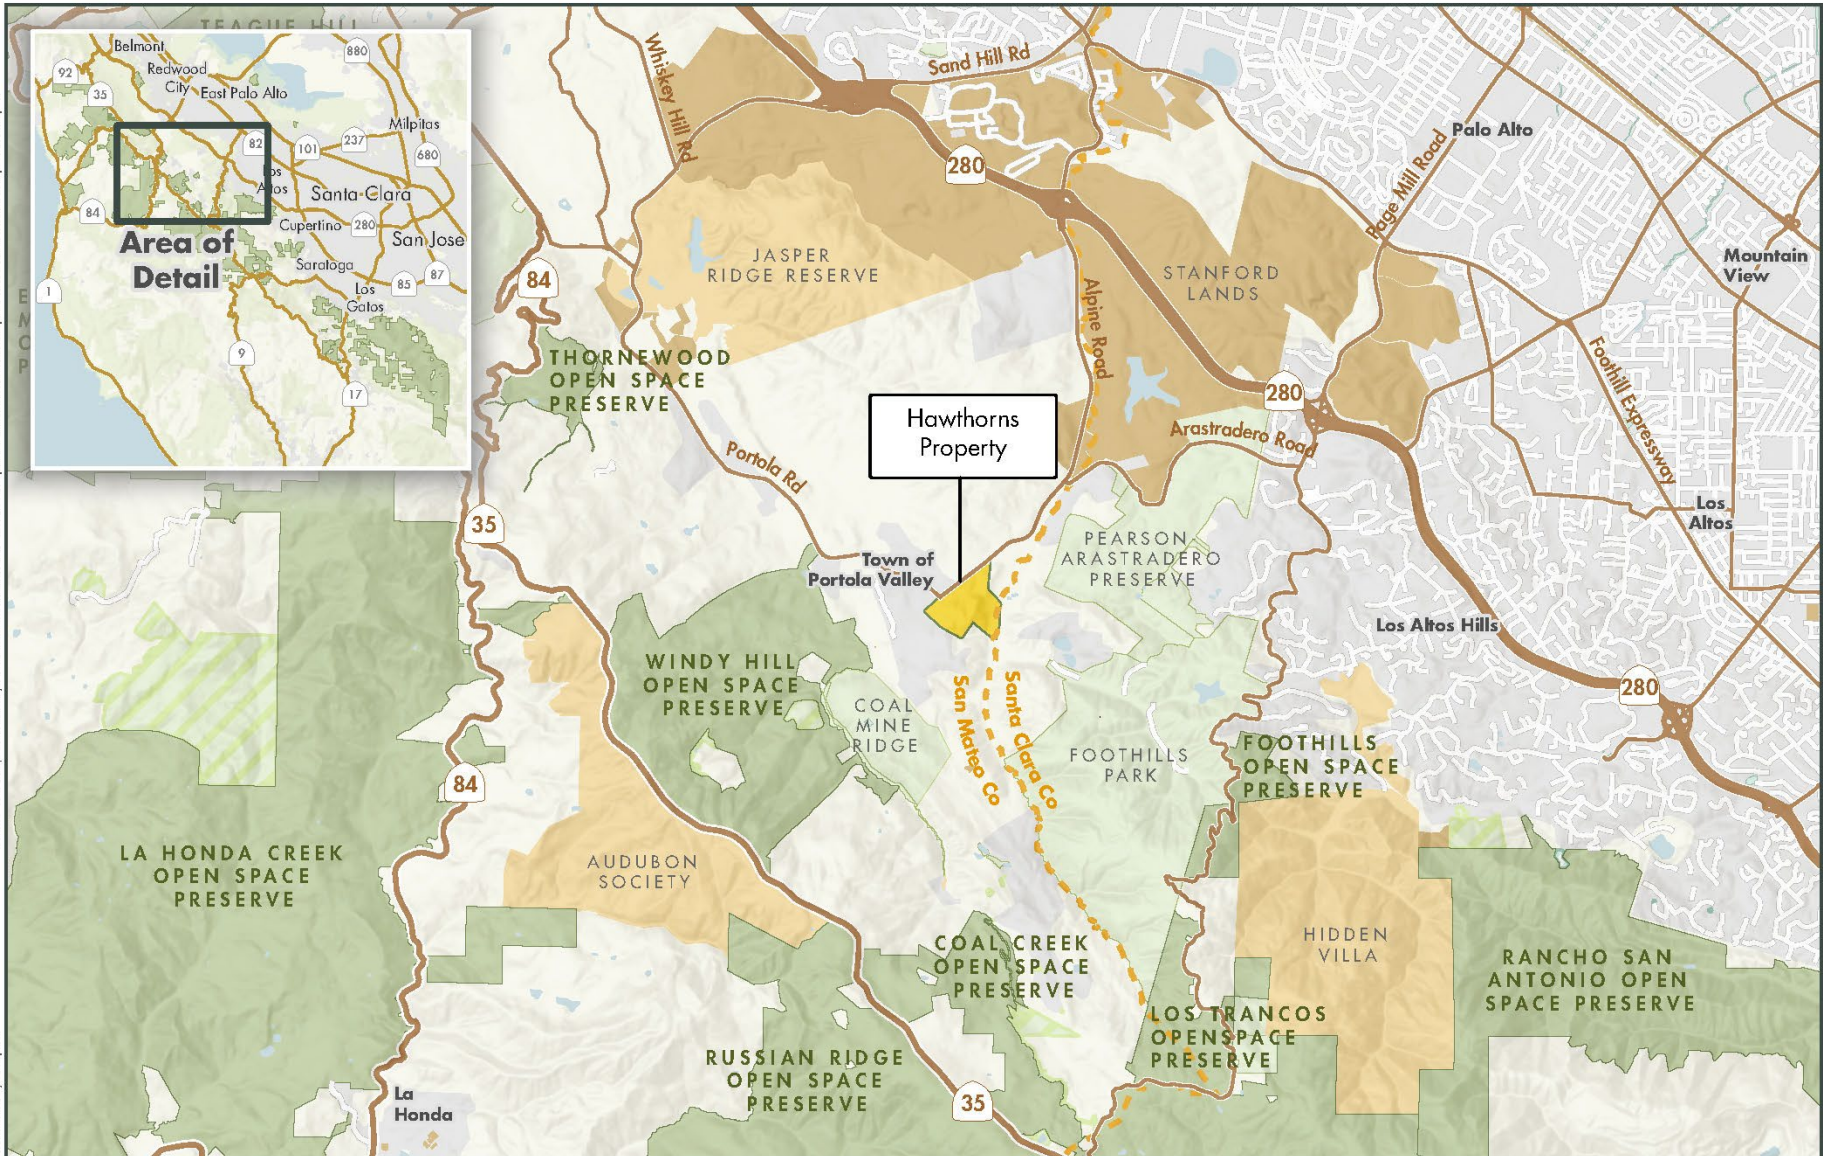 TEAGUE HILL
Belmont
880
92
Redwood
City
East Palo Alto
35
Milpitas
82
101
237
680
Los
Altos
Santa Clara
84
Cupertino
280
San Jose
Area of
Detail
Saratoga
87
85
1
Los
Gatos
9
17
Whiskey Hill Rd
Sand Hill Rd
280
Palo Alto
Page Mill Road
Mountain
View
JASPER
RIDGE RESERVE
STANFORD
LANDS
84
Alpine Road
THORNEWOOD
OPEN SPACE
PRESERVE
Foothill Expressway
280
Hawthorns
Property
Arastradero Road
Portola Rd
35
Los
Altos
PEARSON
ARASTRADERO
PRESERVE
Town of
Portola Valley
Los Altos Hills
WINDY HILL
OPEN SPACE
PRESERVE
San Mateo Co
Santa Clara Co
280
COAL
MINE
RIDGE
FOOTHILLS
PARK
FOOTHILLS
OPEN SPACE
PRESERVE
84
LA HONDA CREEK
OPEN SPACE
PRESERVE
AUDUBON
SOCIETY
HIDDEN
VILLA
COAL CREEK
OPEN SPACE
PRESERVE
RANCHO SAN
ANTONIO OPEN
SPACE PRESERVE
LOS TRANCOS
OPENSPACE
PRESERVE
RUSSIAN RIDGE
OPEN SPACE
PRESERVE
35
La
Honda